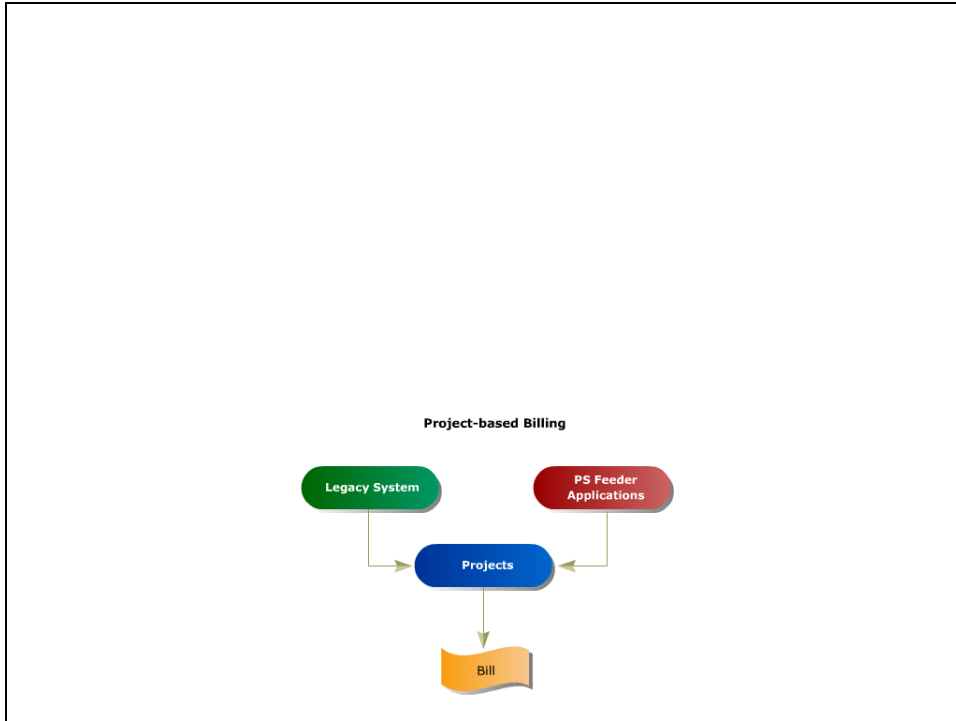 Project-based Billing
Legacy System
PS Feeder
Applications
Projects
Bill